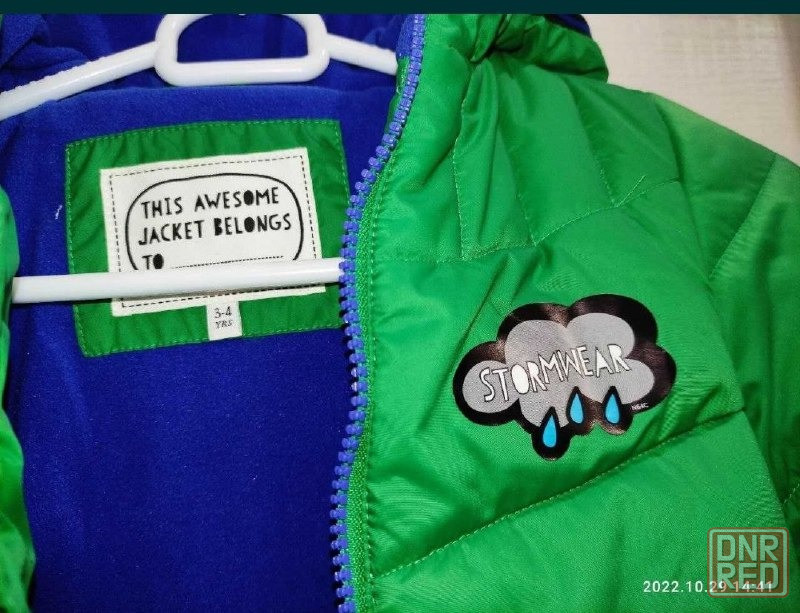 THIS AWESOME
JACKET BELONGS
TO
3-4
YRS
STORMWEAR
2022.10.29 14:41
DNR
RED